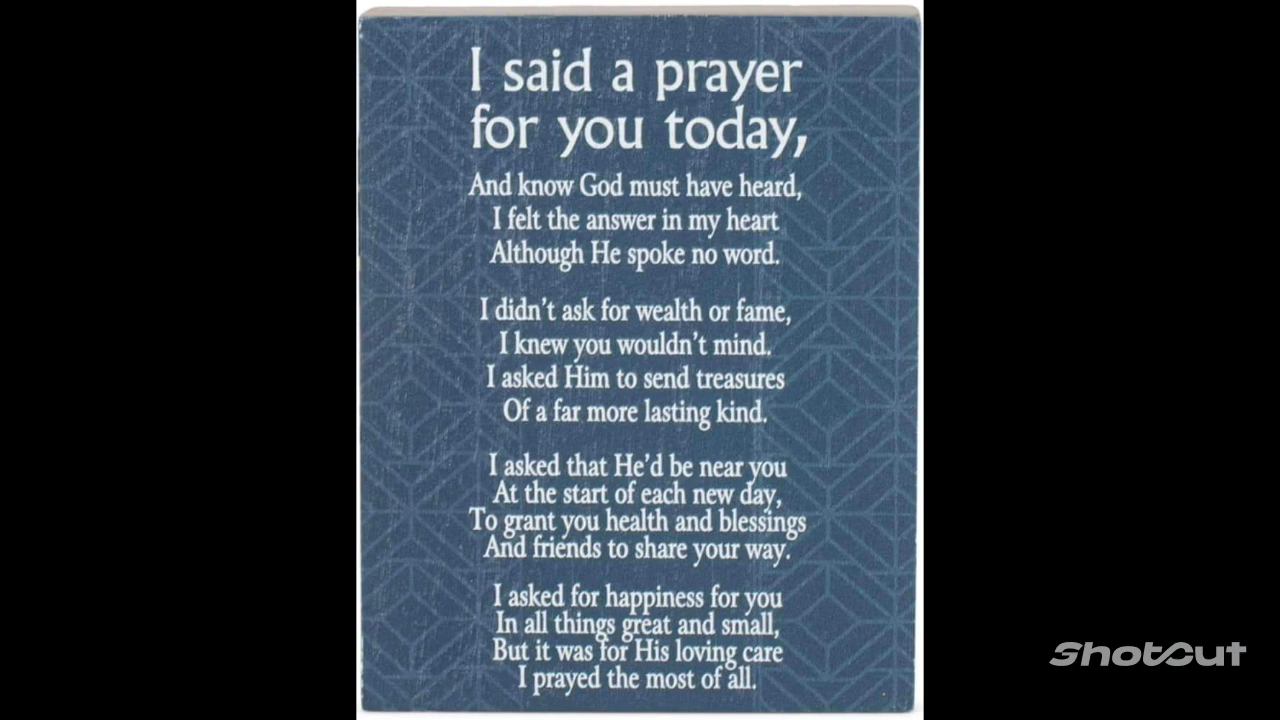 I said a prayer
for you today,
And know God must have heard,
I felt the answer in my heart
Although He spoke no word.
I didn't ask for wealth or fame,
I knew you wouldn't mind.
I asked Him to send treasures
Of a far more lasting kind.
I asked that He'd be near you
At the start of each new day,
To grant you health and blessings
And friends to share your way.
I asked for happiness for you
In all things great and small,
But it was for His loving care
I prayed the most of all.
Shotcut